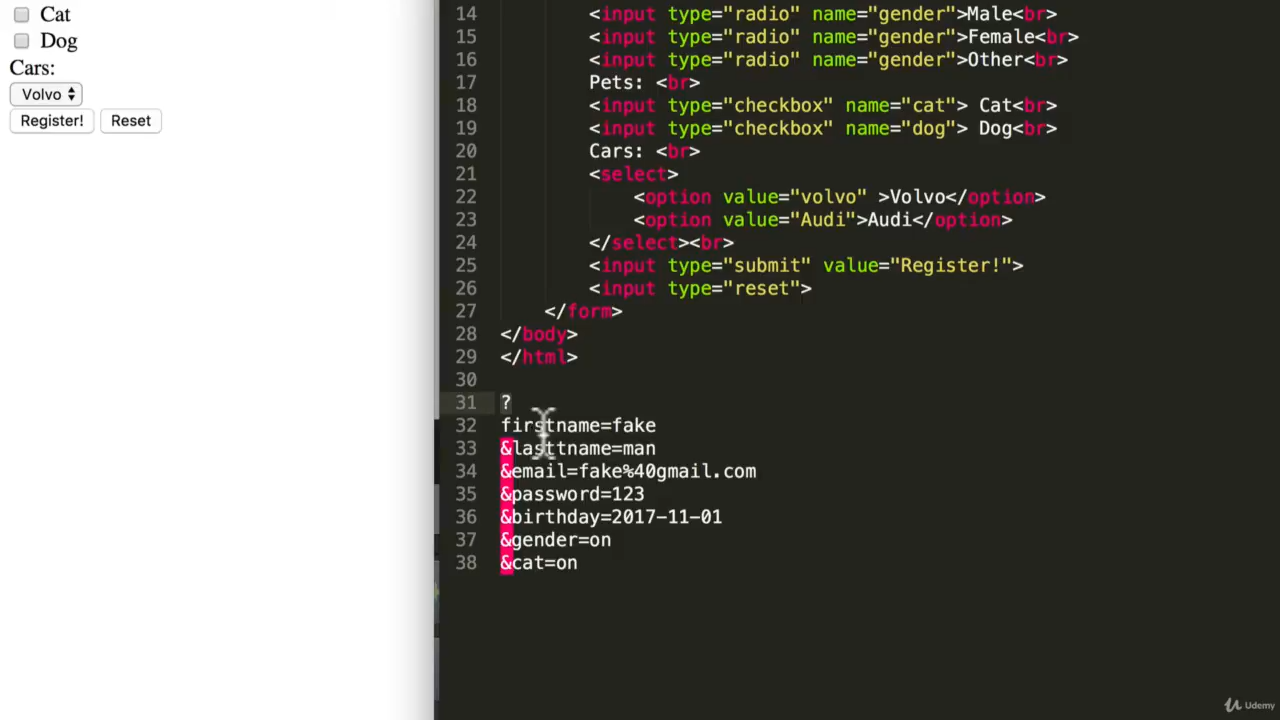 Cat
Dog
Cars:
Volvo
Register! Reset
14 <input type="radio" name="gender">Male<br>
15 <input type="radio" name="gender">Female<br>
16 <input type="radio" name="gender">Other<br>
17 Pets: <br>
18 <input type="checkbox" name="cat"> Cat<br>
19 <input type="checkbox" name="dog"> Dog<br>
20 Cars: <br>
21 <select>
22 <option value="volvo" >Volvo</option>
23 <option value="Audi">Audi</option>
24 </select><br>
25 <input type="submit" value="Register!">
26 <input type="reset">
27 </form>
28 </body>
29 </html>
30
31 ?
32 firstname=fake
33 &lasttname=man
34 &email=fake%40gmail.com
35 &password=123
36 &birthday=2017-11-01
37 &gender=on
38 &cat=on
Udemy